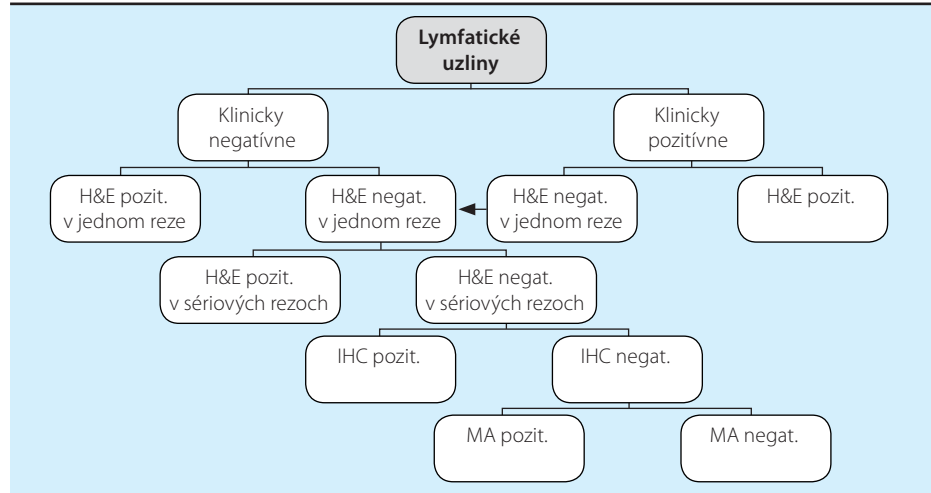 Lymfatické
uzliny
Klinicky
negatívne
Klinicky
pozitívne
H&E pozit.
v jednom reze
H&E negat.
v jednom reze
H&E negat.
v jednom reze
H&E pozit.
H&E pozit.
v sériových rezoch
H&E negat.
v sériových rezoch
IHC pozit.
IHC negat.
MA pozit.
MA negat.